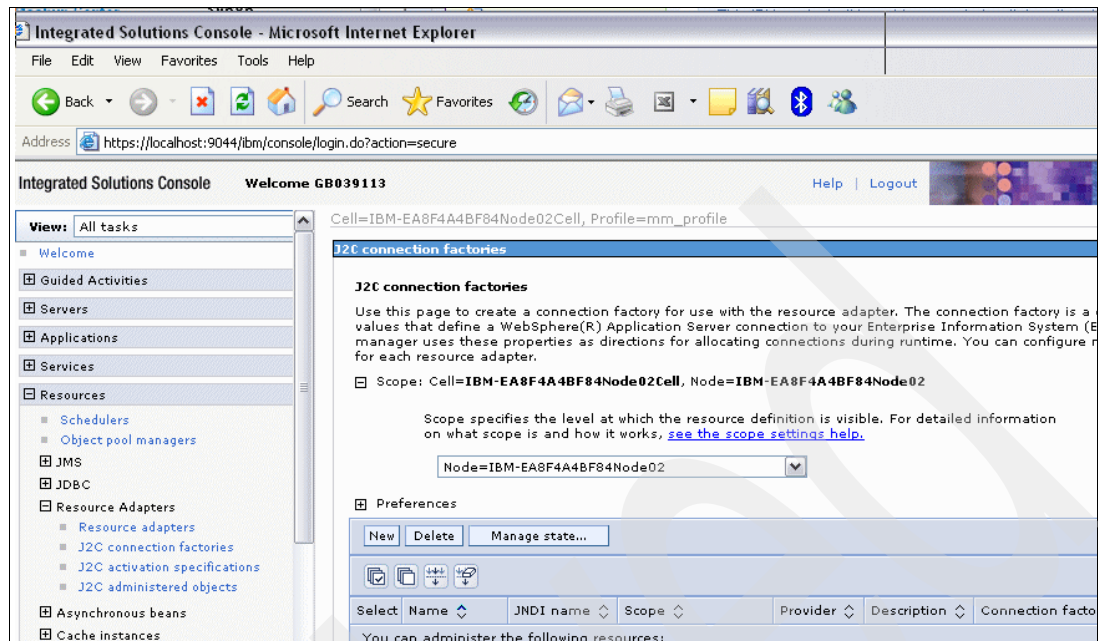 Integrated Solutions Console - Microsoft Internet Explorer
File Edit View Favorites Tools Help
Back Search Favorites
Address https://localhost:9044/ibm/console/login.do?action=secure
Integrated Solutions Console Welcome GB039113 Help | Logout
View: All tasks
Welcome
Guided Activities
Servers
Applications
Services
Resources
Schedulers
Object pool managers
JMS
JDBC
Resource Adapters
Resource adapters
J2C connection factories
J2C activation specifications
J2C administered objects
Asynchronous beans
Cache instances
Cell=IBM-EA8F4A4BF84Node02Cell, Profile=mm_profile
J2C connection factories
J2C connection factories
Use this page to create a connection factory for use with the resource adapter. The connection factory is a
values that define a WebSphere(R) Application Server connection to your Enterprise Information System (E
manager uses these properties as directions for allocating connections during runtime. You can configure
for each resource adapter.
Scope: Cell=IBM-EA8F4A4BF84Node02Cell, Node=IBM-EA8F4A4BF84Node02
Scope specifies the level at which the resource definition is visible. For detailed information
on what scope is and how it works, see the scope settings help.
Node=IBM-EA8F4A4BF84Node02
Preferences
New Delete Manage state...
Select Name JNDI name Scope Provider Description Connection facto
You can administer the following resources: